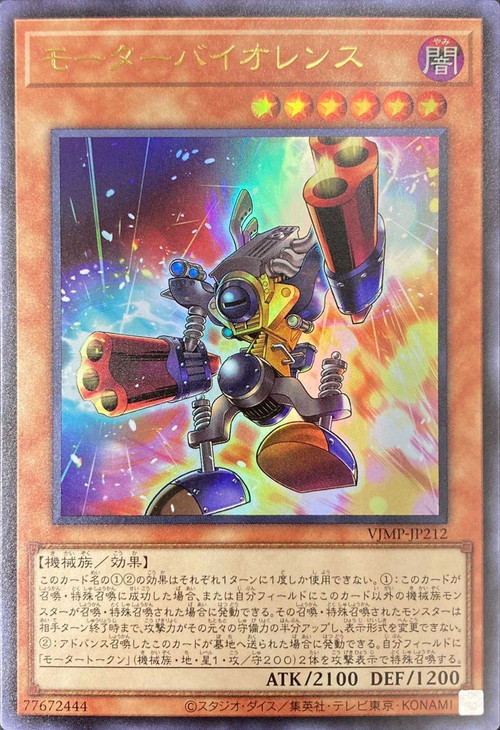 モーターバイオレンス
闇
やみ
VJMP-JP212
【機械族/効果】
このカード名の①②の効果はそれぞれ1ターンに1度しか使用できない。①:このカードが
召喚・特殊召喚に成功した場合、または自分フィールドにこのカード以外の機械族モン
スターが召喚・特殊召喚された場合に発動できる。その召喚・特殊召喚されたモンスターは
相手ターン終了時まで、攻撃力がその元々の守備力の半分アップし、表示形式を変更できない。
②:アドバンス召喚したこのカードが墓地へ送られた場合に発動できる。自分フィールドに
「モータートークン」(機械族・地・星1・攻/守200)2体を攻撃表示で特殊召喚する。
ATK/2100 DEF/1200
77672444
©スタジオ・ダイス/集英社・テレビ東京・KONAMI